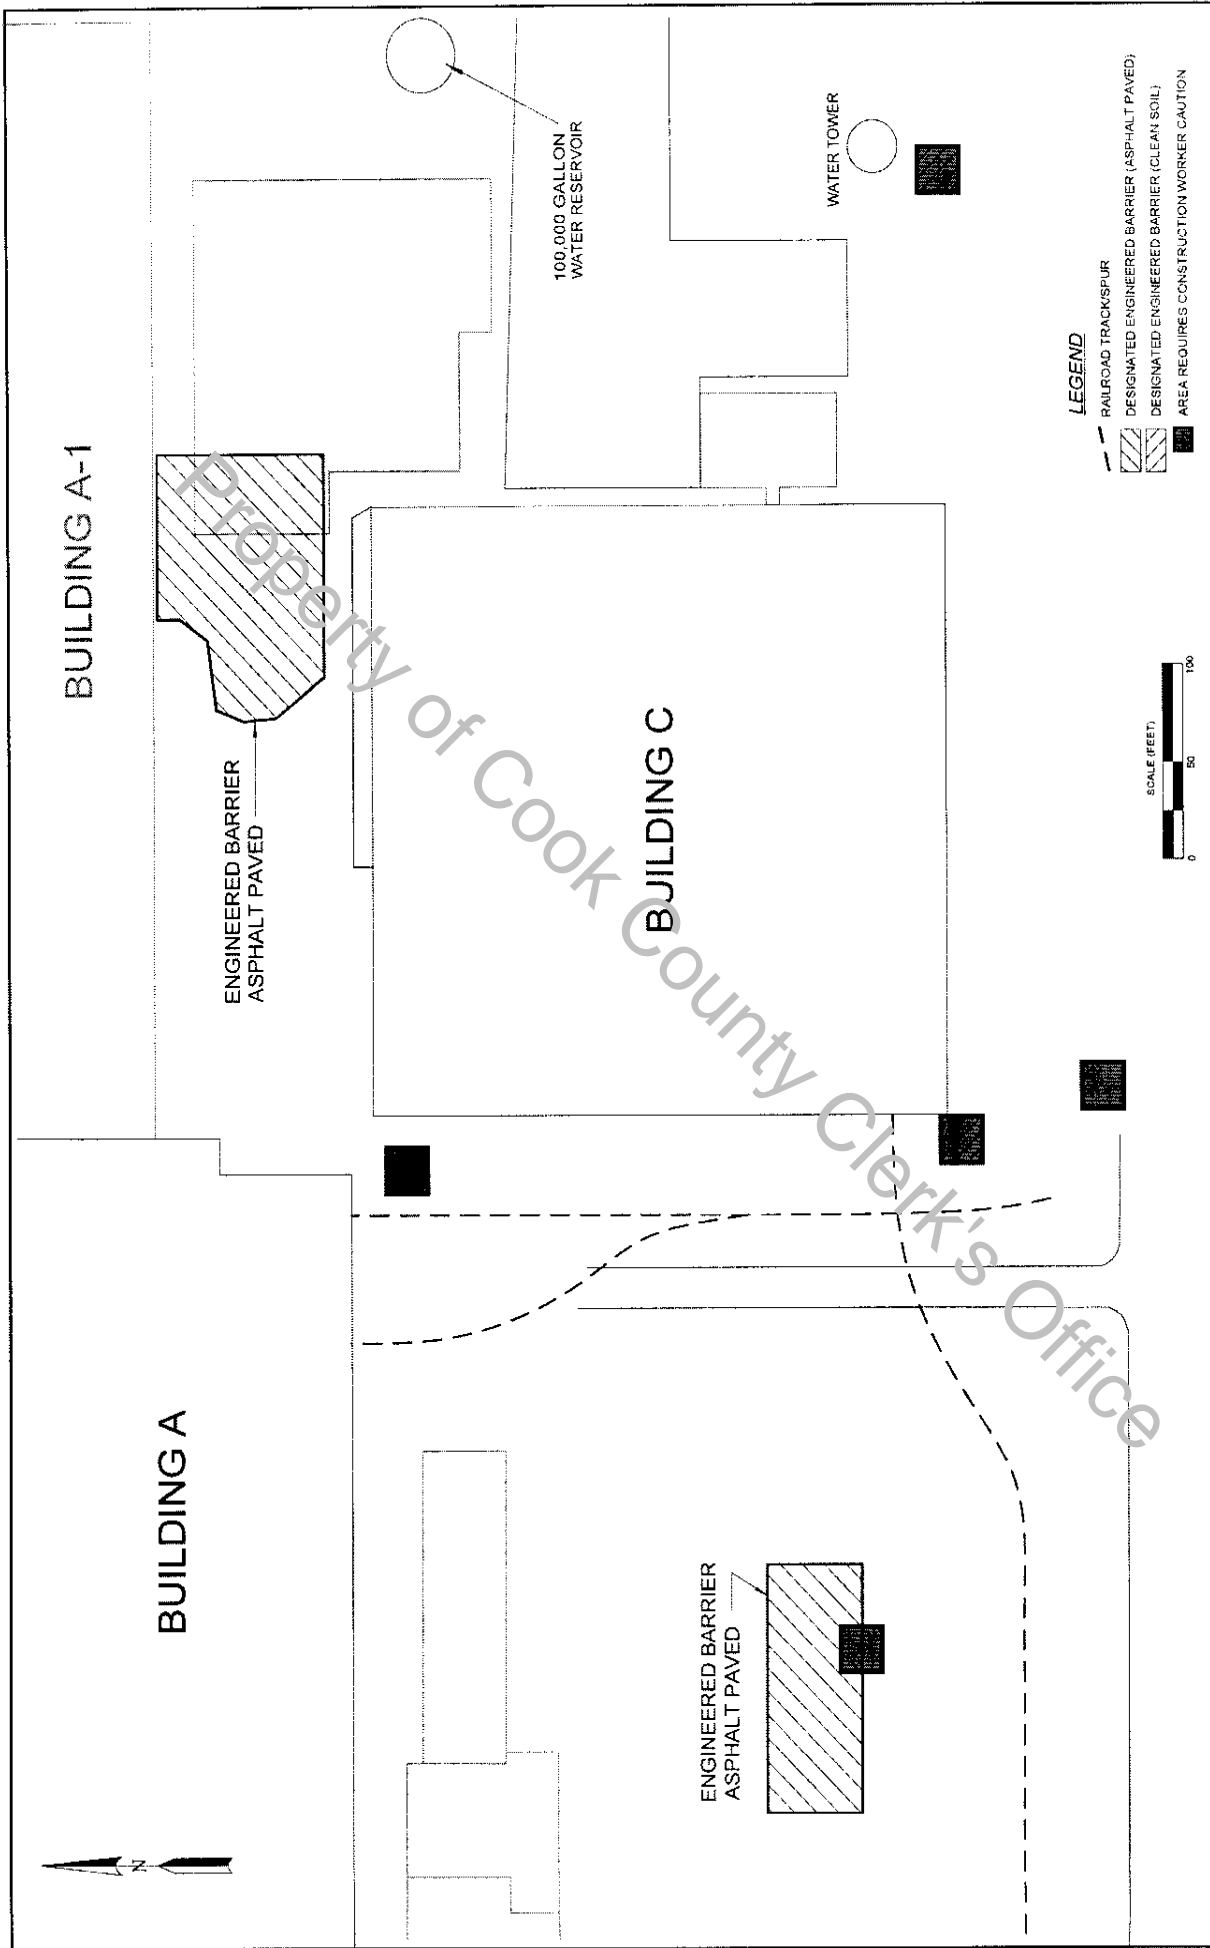 BUILDING A
BUILDING A-1
ENGINEERED BARRIER
ASPHALT PAVED
100,000 GALLON
WATER RESERVOIR
N
BUILDING C
WATER TOWER
ENGINEERED BARRIER
ASPHALT PAVED
LEGEND
RAILROAD TRACK/SPUR
DESIGNATED ENGINEERED BARRIER (ASPHALT PAVED)
DESIGNATED ENGINEERED BARRIER (CLEAN SOIL)
AREA REQUIRES CONSTRUCTION WORKER CAUTION
SCALE (FEET)
0 50 100
Property of Cook County Clerk's Office